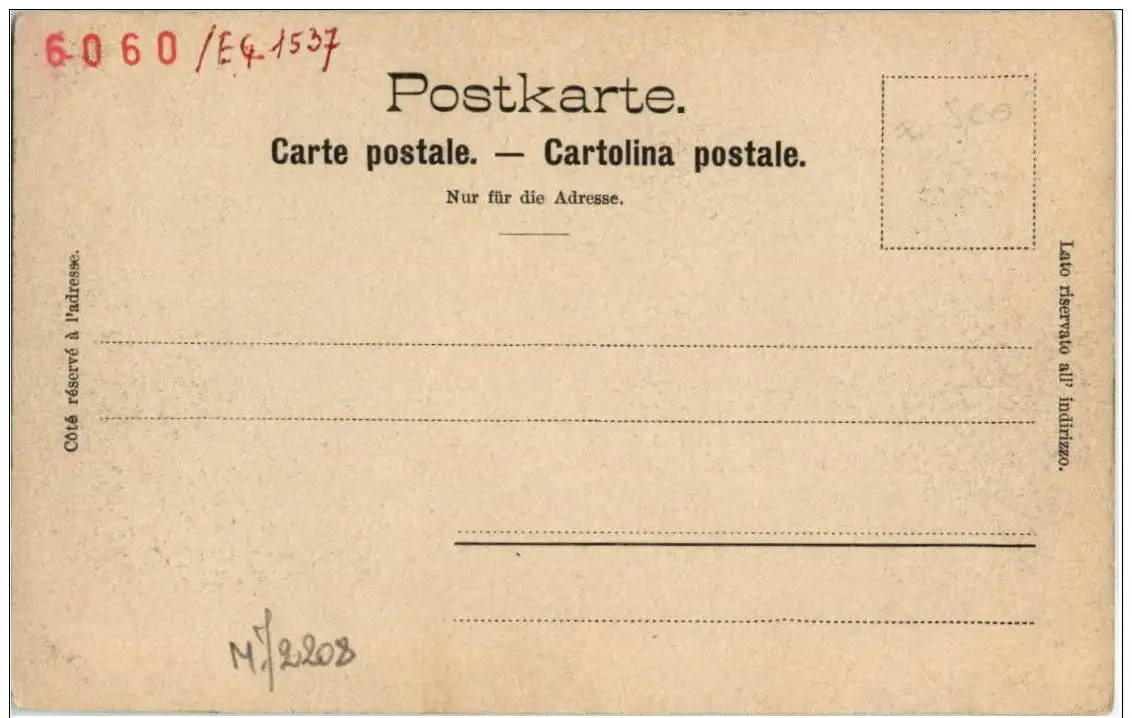 6060 /EG 1537
Postkarte.
Carte postale. — Cartolina postale.
Nur für die Adresse.
Côté réservé à l'adresse.
Lato riservato all' indirizzo.
M/2208